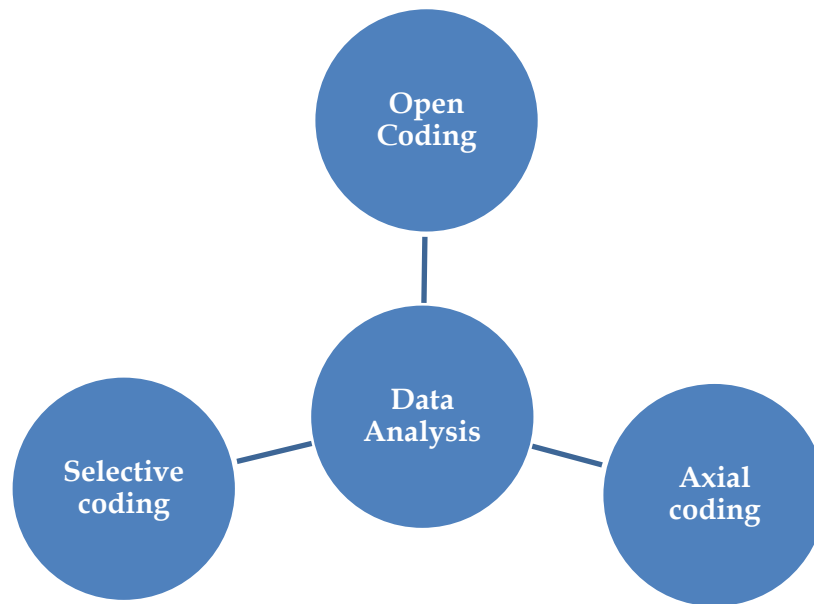 Open
Coding
Data
Analysis
Selective
coding
Axial
coding